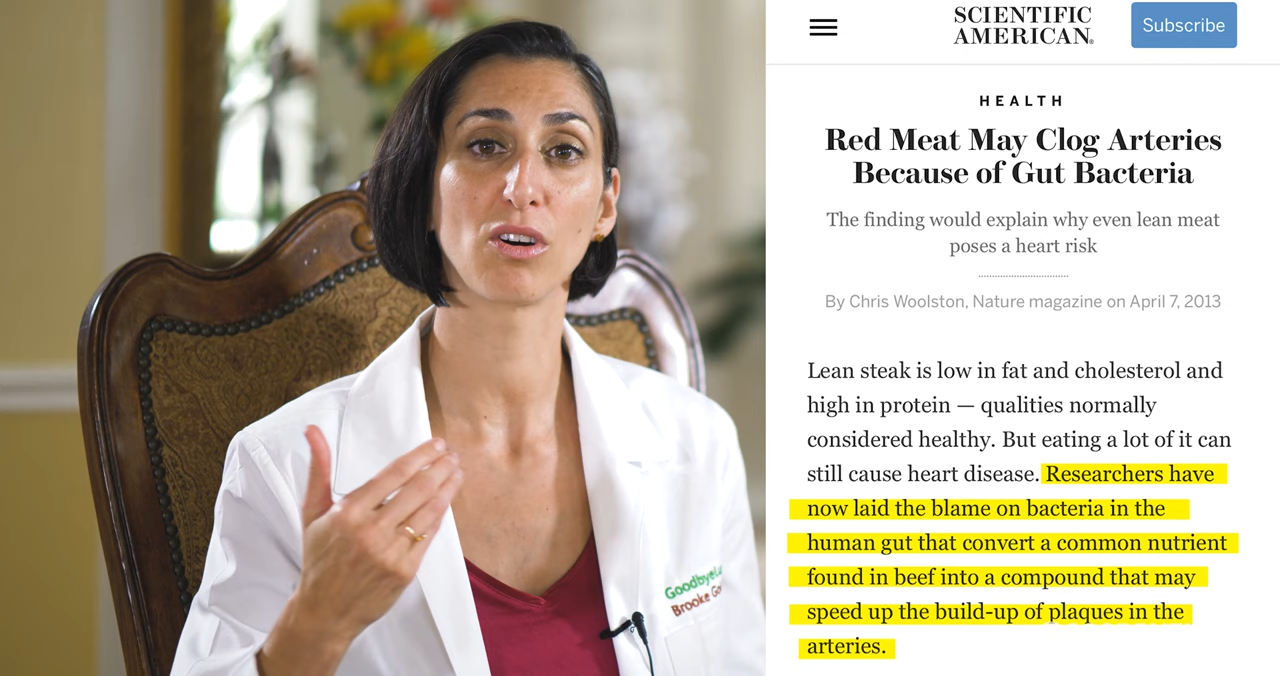 SCIENTIFIC
AMERICAN®
Subscribe
HEALTH
Red Meat May Clog Arteries
Because of Gut Bacteria
The finding would explain why even lean meat
poses a heart risk
By Chris Woolston, Nature magazine on April 7, 2013
Lean steak is low in fat and cholesterol and
high in protein — qualities normally
considered healthy. But eating a lot of it can
still cause heart disease. Researchers have
now laid the blame on bacteria in the
human gut that convert a common nutrient
found in beef into a compound that may
speed up the build-up of plaques in the
arteries.
Brooke